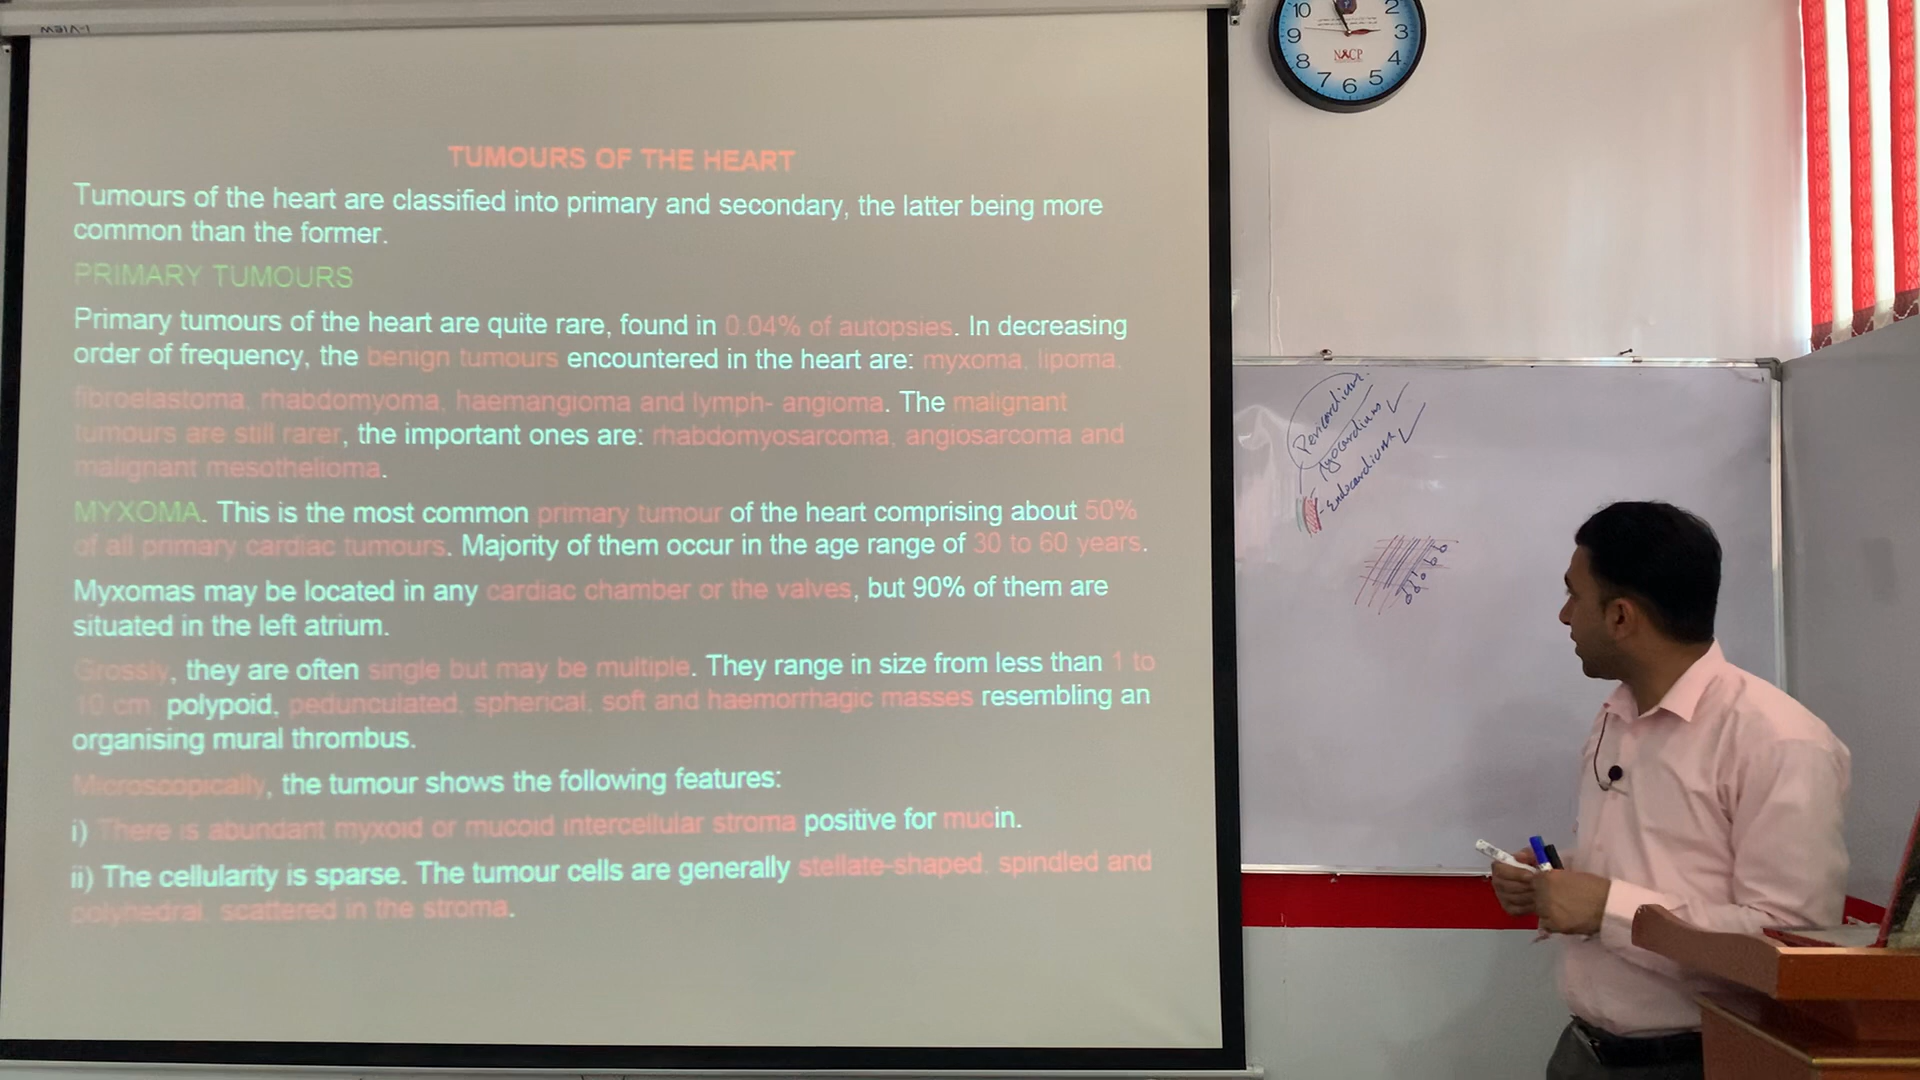 I-VIEW
TUMOURS OF THE HEART
Tumours of the heart are classified into primary and secondary, the latter being more
common than the former.
PRIMARY TUMOURS
Primary tumours of the heart are quite rare, found in 0.04% of autopsies. In decreasing
order of frequency, the benign tumours encountered in the heart are: myxoma, lipoma,
fibroelastoma, rhabdomyoma, haemangioma and lymph- angioma. The malignant
tumours are still rarer, the important ones are: rhabdomyosarcoma, angiosarcoma and
malignant mesothelioma.
MYXOMA. This is the most common primary tumour of the heart comprising about 50%
of all primary cardiac tumours. Majority of them occur in the age range of 30 to 60 years.
Myxomas may be located in any cardiac chamber or the valves, but 90% of them are
situated in the left atrium.
Grossly, they are often single but may be multiple. They range in size from less than 1 to
10 cm, polypoid, pedunculated, spherical, soft and haemorrhagic masses resembling an
organising mural thrombus.
Microscopically, the tumour shows the following features:
i) There is abundant myxoid or mucoid intercellular stroma positive for mucin.
ii) The cellularity is sparse. The tumour cells are generally stellate-shaped, spindled and
polyhedral, scattered in the stroma.
10 2
9 3
8 4
7 6 5
NACP
Pericardium
Myocardium
Endocardium